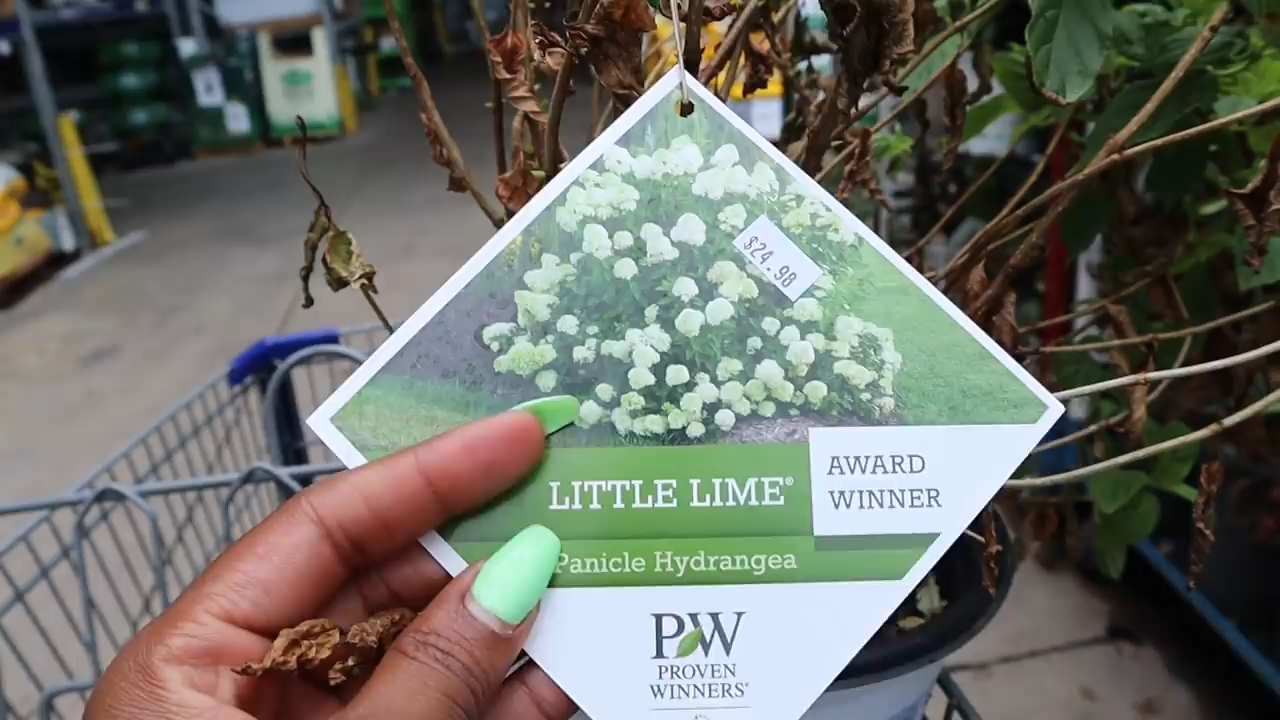 $24.98
LITTLE LIME®
AWARD
WINNER
Panicle Hydrangea
PW
PROVEN
WINNERS®